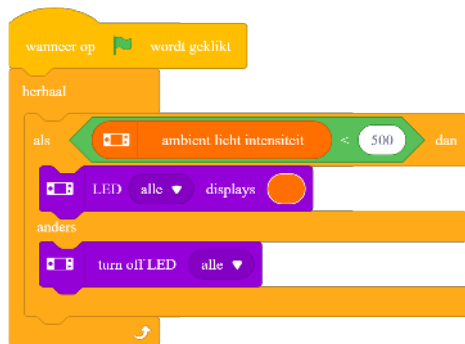 wanneer op wordt geklikt
herhaal
als ambient licht intensiteit < 500 dan
LED alle displays
anders
turn off LED alle